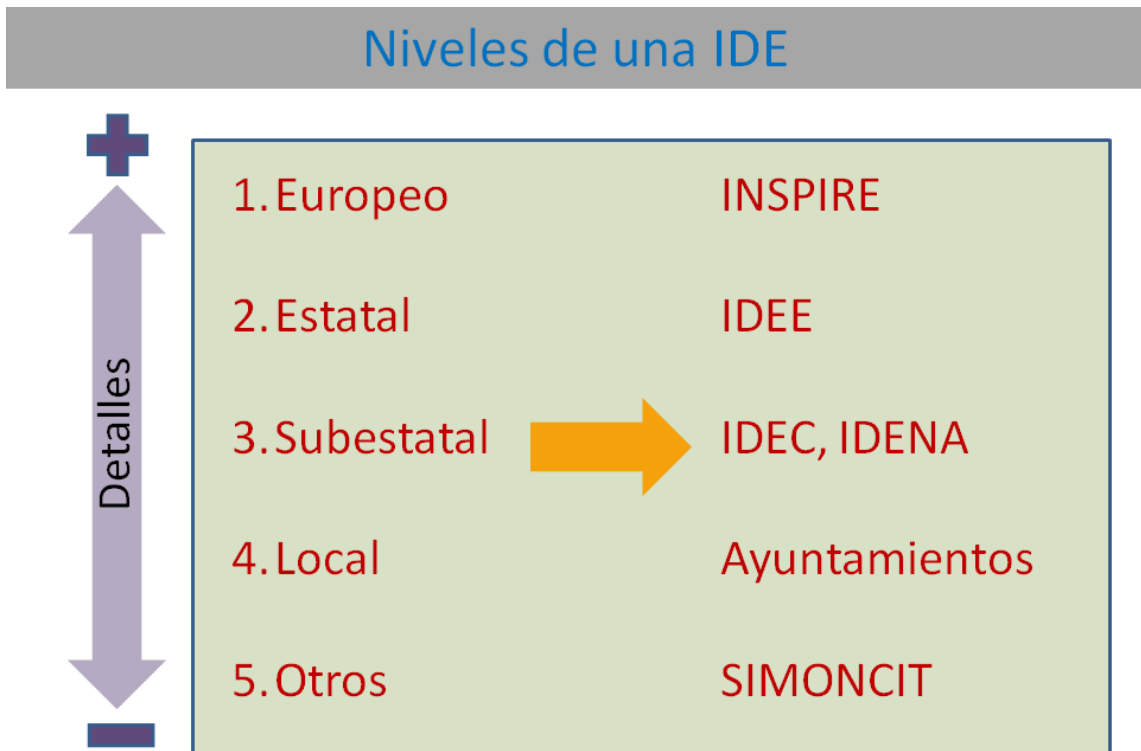 Niveles de una IDE
1. Europeo INSPIRE
2. Estatal IDEE
3. Subestatal IDEC, IDENA
4. Local Ayuntamientos
5. Otros SIMONCIT
Detalles